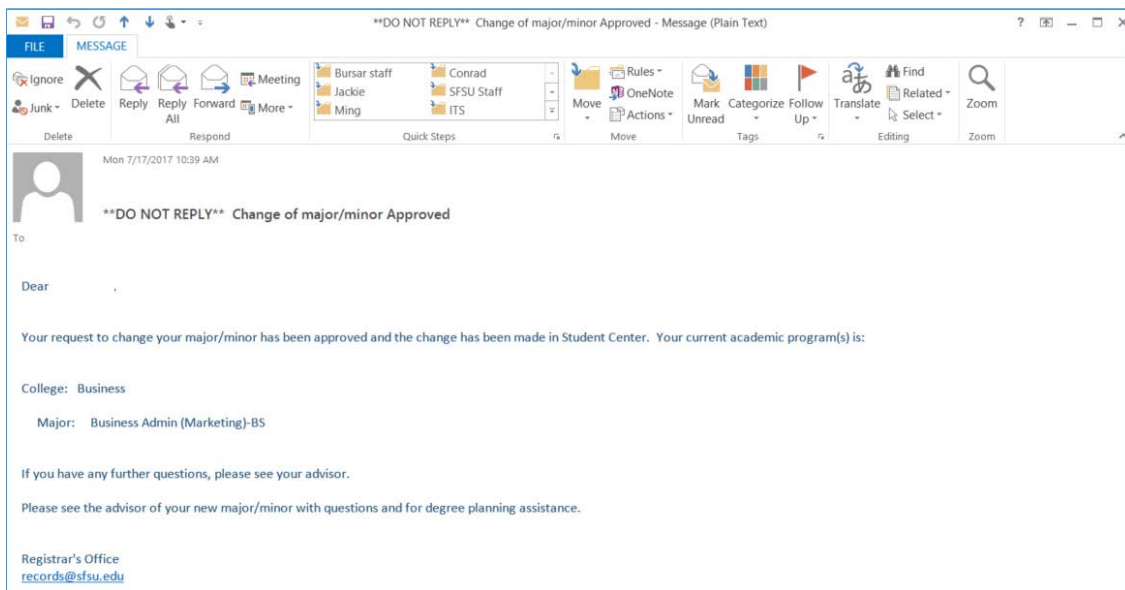 **DO NOT REPLY** Change of major/minor Approved - Message (Plain Text)
?
FILE MESSAGE
Ignore
Junk
Delete
Reply
Reply All
Forward
Meeting
More
Bursar staff
Jackie
Ming
Conrad
SFSU Staff
ITS
Move
Rules
OneNote
Actions
Mark Unread
Categorize
Follow Up
Translate
Find
Related
Select
Zoom
Delete Respond Quick Steps Move Tags Editing Zoom
Mon 7/17/2017 10:39 AM
**DO NOT REPLY** Change of major/minor Approved
To
Dear ,
Your request to change your major/minor has been approved and the change has been made in Student Center. Your current academic program(s) is:
College: Business
Major: Business Admin (Marketing)-BS
If you have any further questions, please see your advisor.
Please see the advisor of your new major/minor with questions and for degree planning assistance.
Registrar's Office
records@sfsu.edu